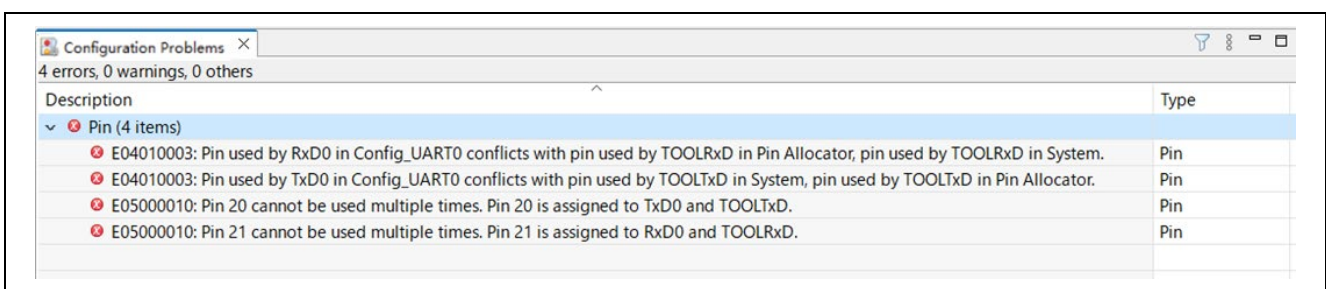 Configuration Problems
4 errors, 0 warnings, 0 others
Description Type
Pin (4 items)
E04010003: Pin used by RxD0 in Config_UART0 conflicts with pin used by TOOLRxD in Pin Allocator, pin used by TOOLRxD in System. Pin
E04010003: Pin used by TxD0 in Config_UART0 conflicts with pin used by TOOLTxD in System, pin used by TOOLTxD in Pin Allocator. Pin
E05000010: Pin 20 cannot be used multiple times. Pin 20 is assigned to TxD0 and TOOLTxD. Pin
E05000010: Pin 21 cannot be used multiple times. Pin 21 is assigned to RxD0 and TOOLRxD. Pin